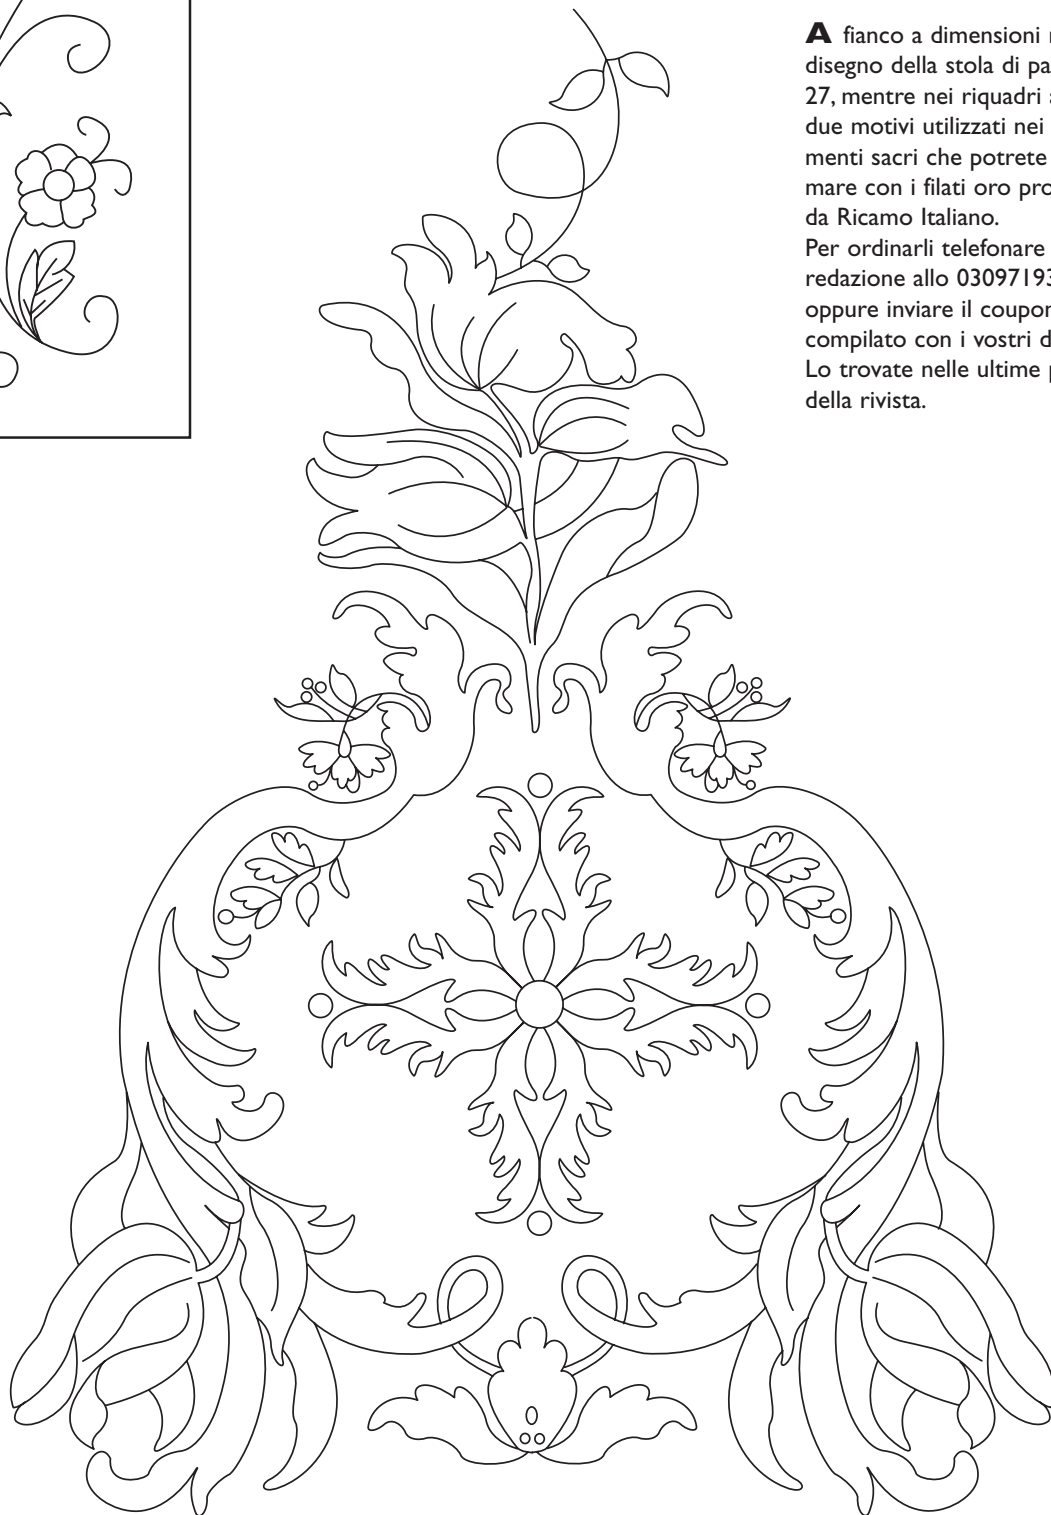 A fianco a dimensioni
disegno della stola di
27, mentre nei riquadri
due motivi utilizzati nei
menti sacri che potrete
mare con i filati oro
da Ricamo Italiano.
Per ordinarli telefonare
redazione allo
oppure inviare il coupon
compilato con i vostri
Lo trovate nelle ultime
della rivista.